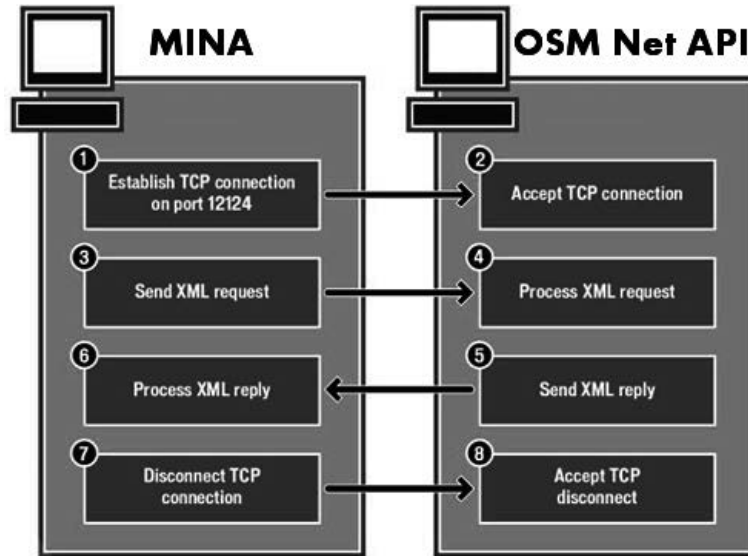 MINA
OSM Net API
1
Establish TCP connection
on port 12124
2
Accept TCP connection
3
Send XML request
4
Process XML request
6
Process XML reply
5
Send XML reply
7
Disconnect TCP
connection
8
Accept TCP
disconnect